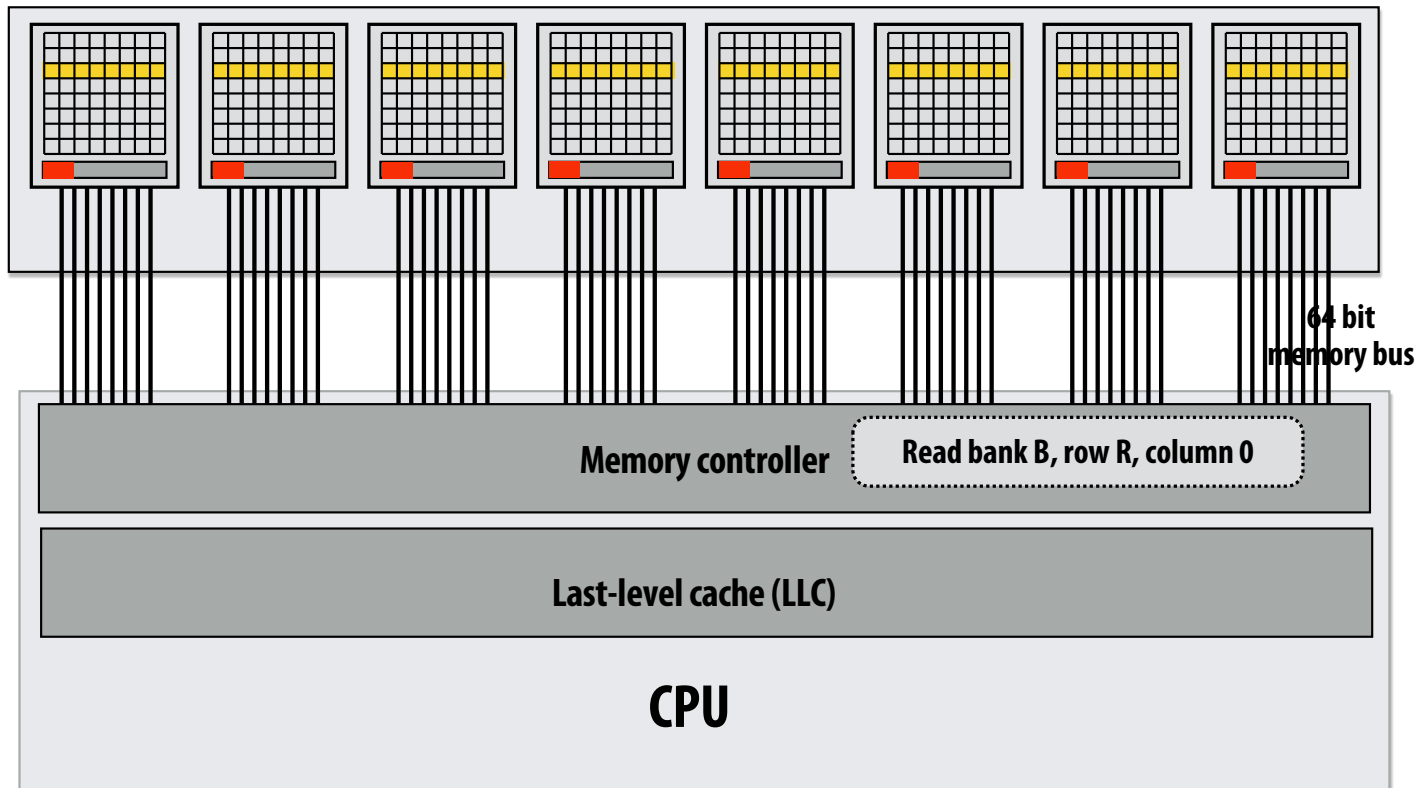 64 bit
memory bus
Memory controller
Read bank B, row R, column 0
Last-level cache (LLC)
CPU